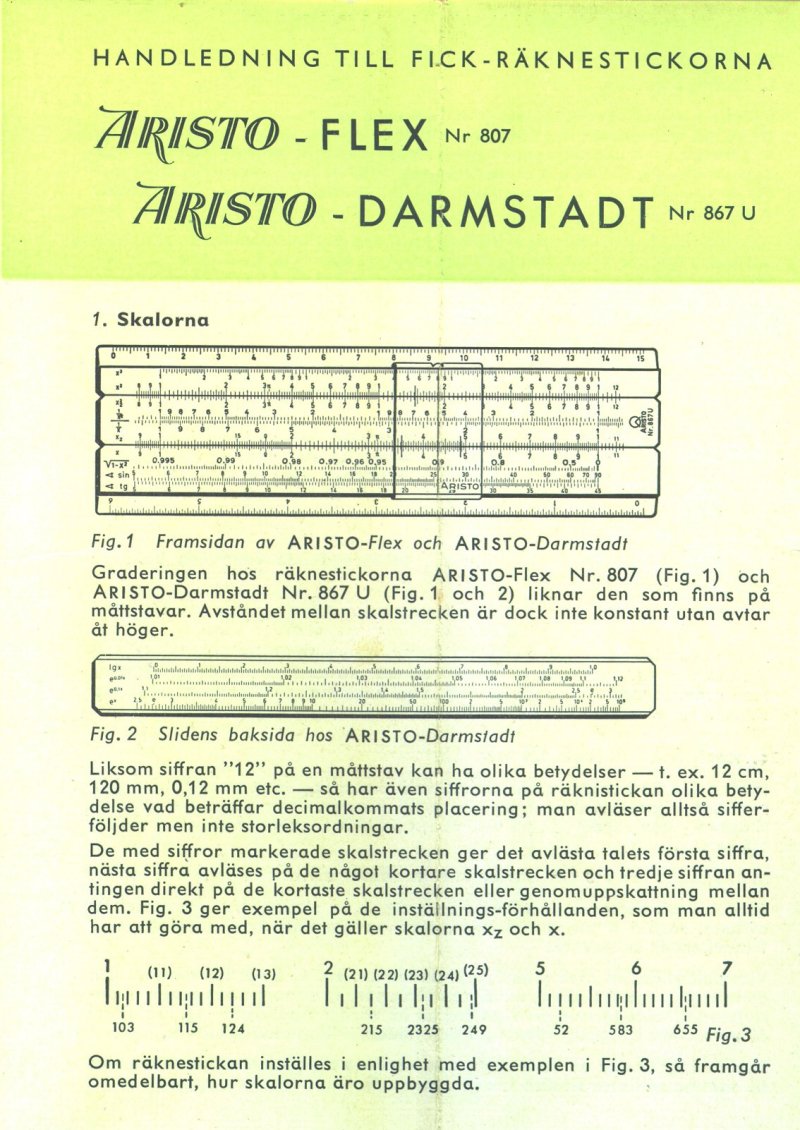 HANDLEDNING TILL FICK-RÄKNESTICKORNA
ARISTO - FLEX Nr 807
ARISTO - DARMSTADT Nr 867 U
1. Skalorna
Fig. 1 Framsidan av ARISTO-Flex och ARISTO-Darmstadt
Graderingen hos räknestickorna ARISTO-Flex Nr. 807 (Fig. 1) och
ARISTO-Darmstadt Nr. 867 U (Fig. 1 och 2) liknar den som finns på
måttstavar. Avståndet mellan skalstrecken är dock inte konstant utan avtar
åt höger.
Fig. 2 Slidens baksida hos ARISTO-Darmstadt
Liksom siffran ”12” på en måttstav kan ha olika betydelser — t. ex. 12 cm,
120 mm, 0,12 mm etc. — så har även siffrorna på räknistickan olika bety-
delse vad beträffar decimalkommats placering; man avläser alltså siffer-
följder men inte storleksordningar.
De med siffror markerade skalstrecken ger det avlästa talets första siffra,
nästa siffra avläses på de något kortare skalstrecken och tredje siffran an-
tingen direkt på de kortaste skalstrecken eller genom uppskattning mellan
dem. Fig. 3 ger exempel på de inställnings-förhållanden, som man alltid
har att göra med, när det gäller skalorna xz och x.
1 (11) (12) (13) 2 (21) (22) (23) (24) (25) 5 6 7
103 115 124 215 2325 249 52 583 655 Fig. 3
Om räknestickan inställes i enlighet med exemplen i Fig. 3, så framgår
omedelbart, hur skalorna äro uppbyggda.